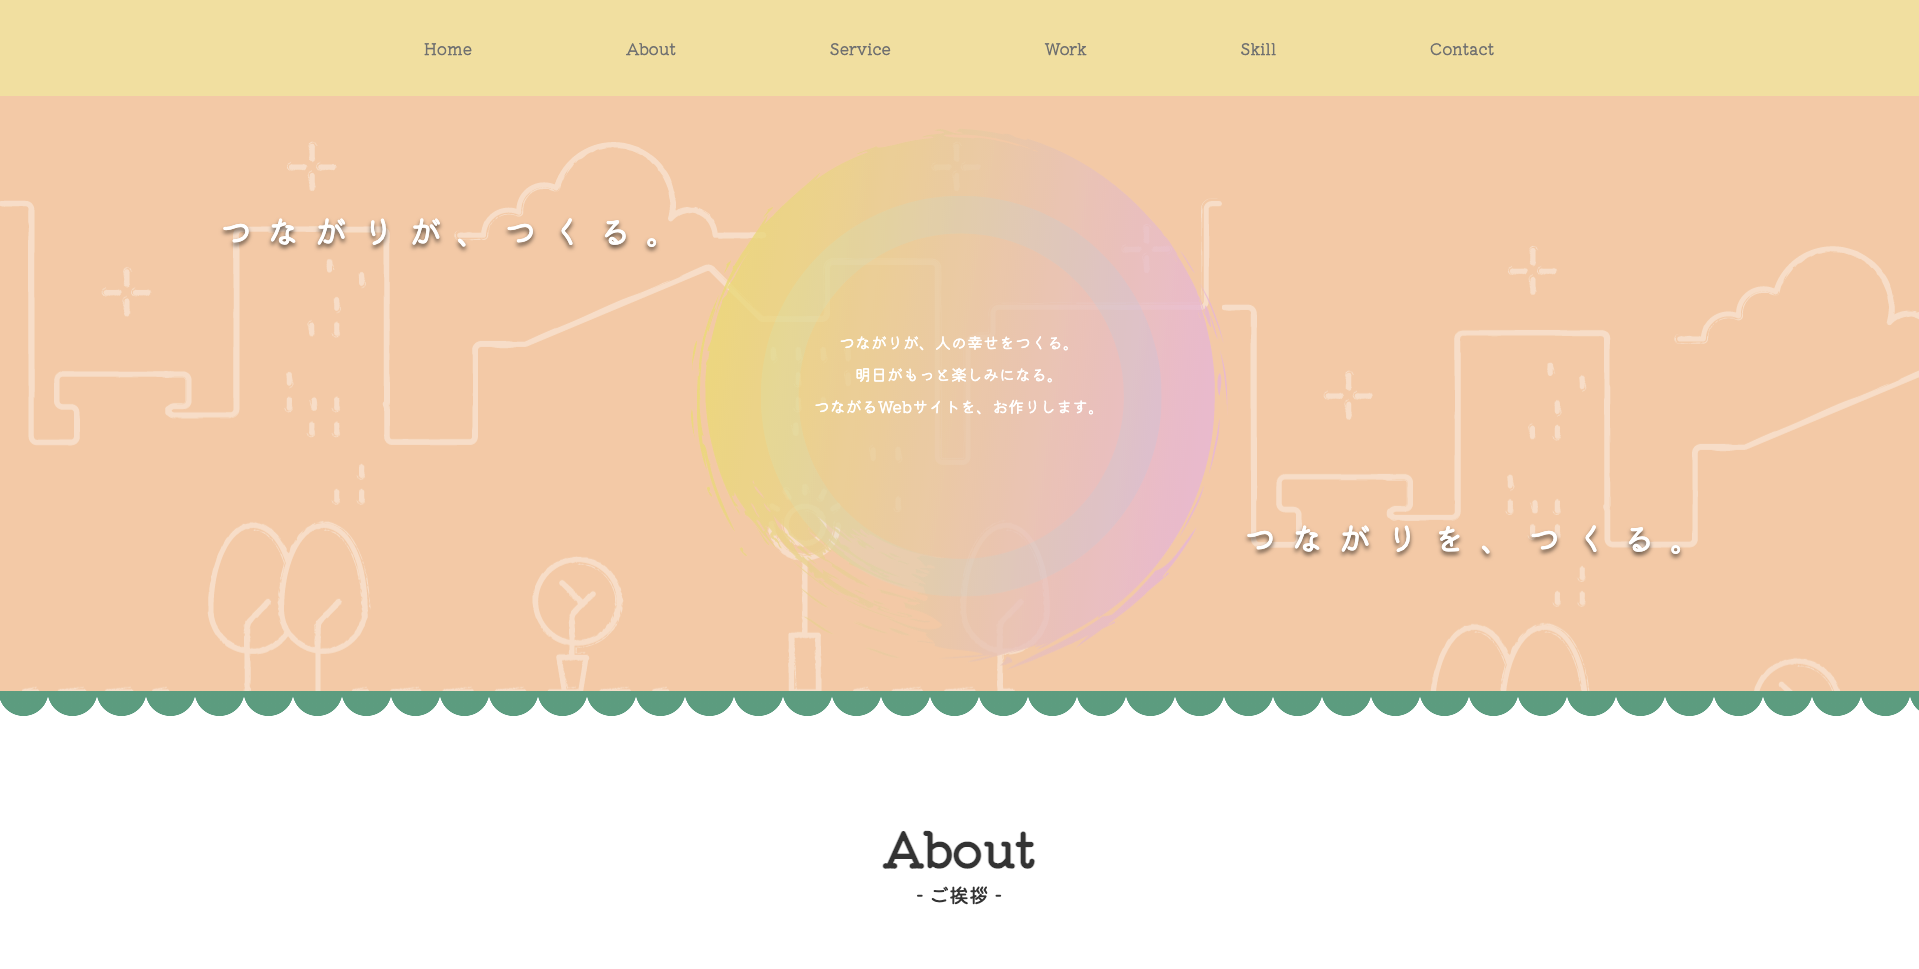 Home About Service Work Skill Contact
つながりが、つくる。
つながりが、人の幸せをつくる。
明日がもっと楽しみになる。
つながるWebサイトを、お作りします。
つながりを、つくる。
About
- ご挨拶 -